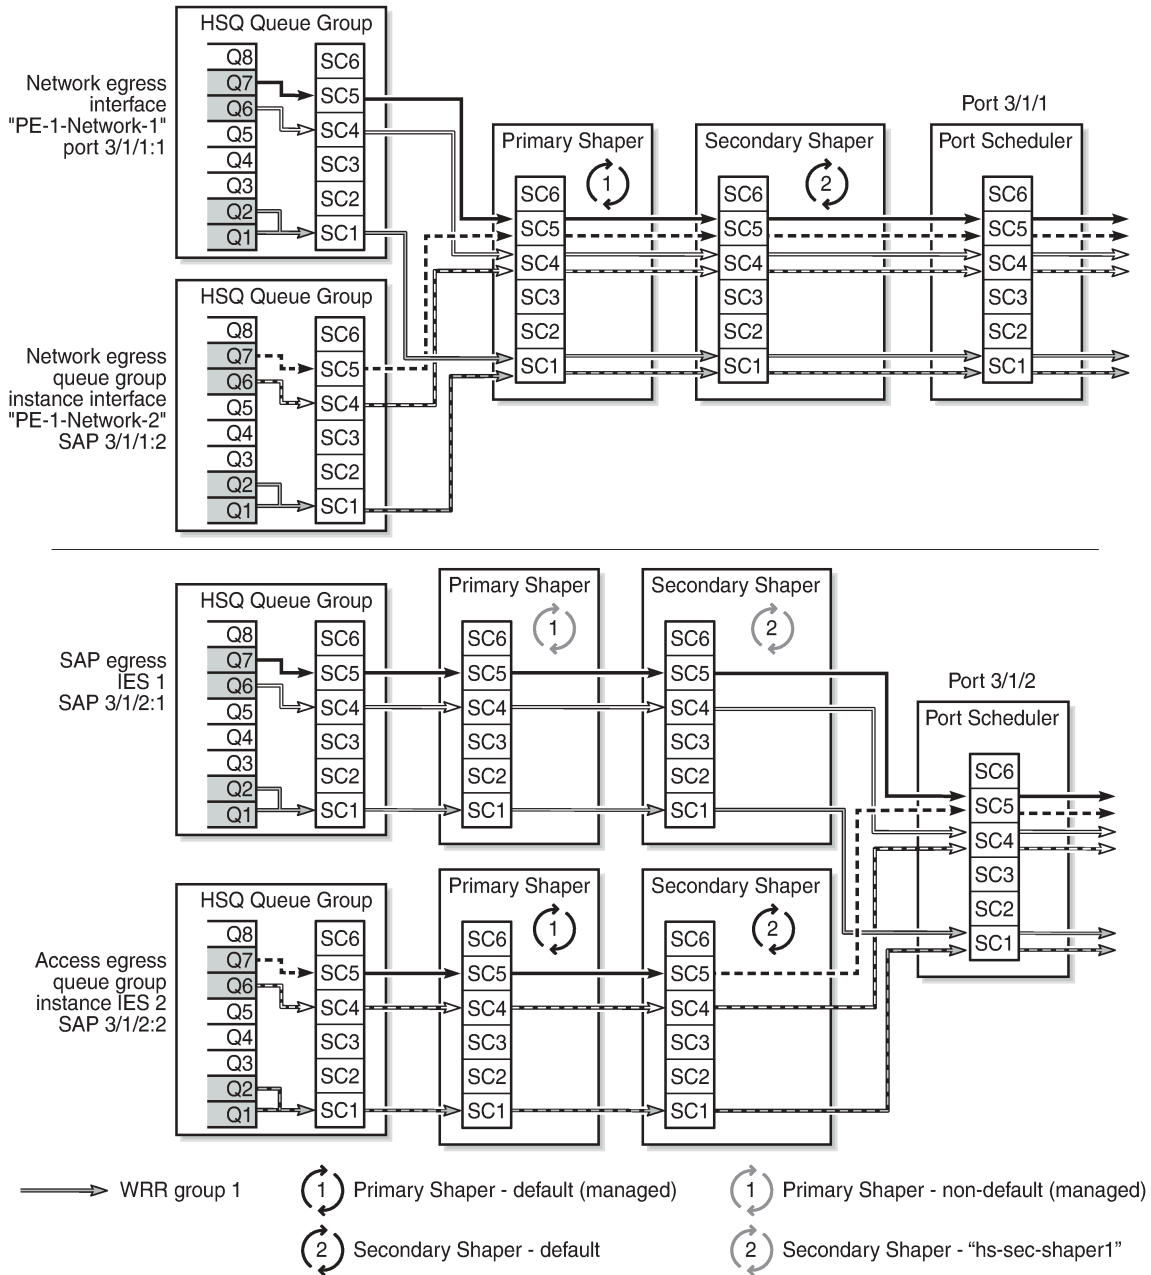 HSQ Queue Group
Network egress
interface
"PE-1-Network-1"
port 3/1/1:1
Q8
Q7
Q6
Q5
Q4
Q3
Q2
Q1
SC6
SC5
SC4
SC3
SC2
SC1
HSQ Queue Group
Network egress
queue group
instance interface
"PE-1-Network-2"
SAP 3/1/1:2
Q8
Q7
Q6
Q5
Q4
Q3
Q2
Q1
SC6
SC5
SC4
SC3
SC2
SC1
Primary Shaper
1
SC6
SC5
SC4
SC3
SC2
SC1
Secondary Shaper
2
SC6
SC5
SC4
SC3
SC2
SC1
Port 3/1/1
Port Scheduler
SC6
SC5
SC4
SC3
SC2
SC1
HSQ Queue Group
SAP egress
IES 1
SAP 3/1/2:1
Q8
Q7
Q6
Q5
Q4
Q3
Q2
Q1
SC6
SC5
SC4
SC3
SC2
SC1
Primary Shaper
1
SC6
SC5
SC4
SC3
SC2
SC1
Secondary Shaper
2
SC6
SC5
SC4
SC3
SC2
SC1
HSQ Queue Group
Access egress
queue group
instance IES 2
SAP 3/1/2:2
Q8
Q7
Q6
Q5
Q4
Q3
Q2
Q1
SC6
SC5
SC4
SC3
SC2
SC1
Primary Shaper
1
SC6
SC5
SC4
SC3
SC2
SC1
Secondary Shaper
2
SC6
SC5
SC4
SC3
SC2
SC1
Port 3/1/2
Port Scheduler
SC6
SC5
SC4
SC3
SC2
SC1
WRR group 1
1 Primary Shaper - default (managed)
1 Primary Shaper - non-default (managed)
2 Secondary Shaper - default
2 Secondary Shaper - “hs-sec-shaper1”